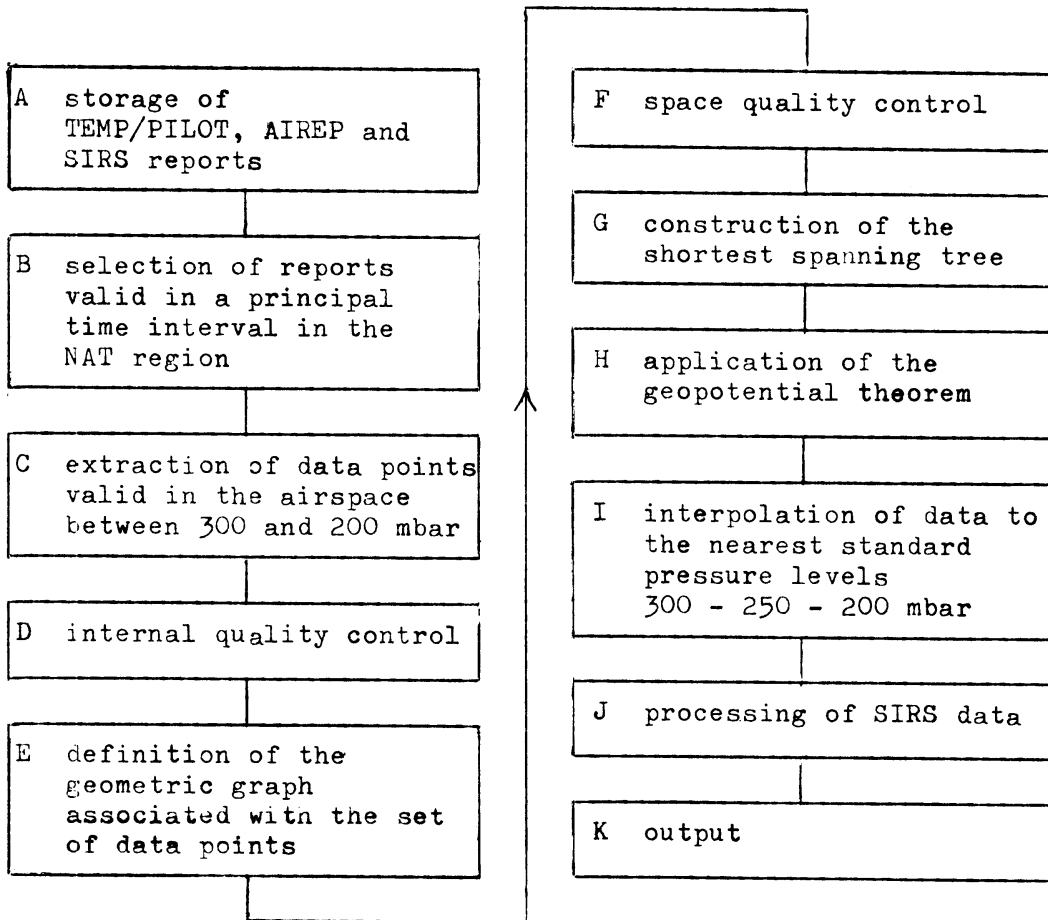 A storage of
TEMP/PILOT, AIREP and
SIRS reports
B selection of reports
valid in a principal
time interval in the
NAT region
C extraction of data points
valid in the airspace
between 300 and 200 mbar
D internal quality control
E definition of the
geometric graph
associated with the set
of data points
F space quality control
G construction of the
shortest spanning tree
H application of the
geopotential theorem
I interpolation of data to
the nearest standard
pressure levels
300 - 250 - 200 mbar
J processing of SIRS data
K output